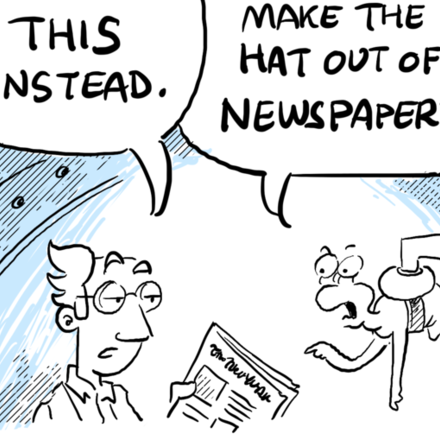 THIS
NSTEAD.
MAKE THE
HAT OUT OF
NEWSPAPER